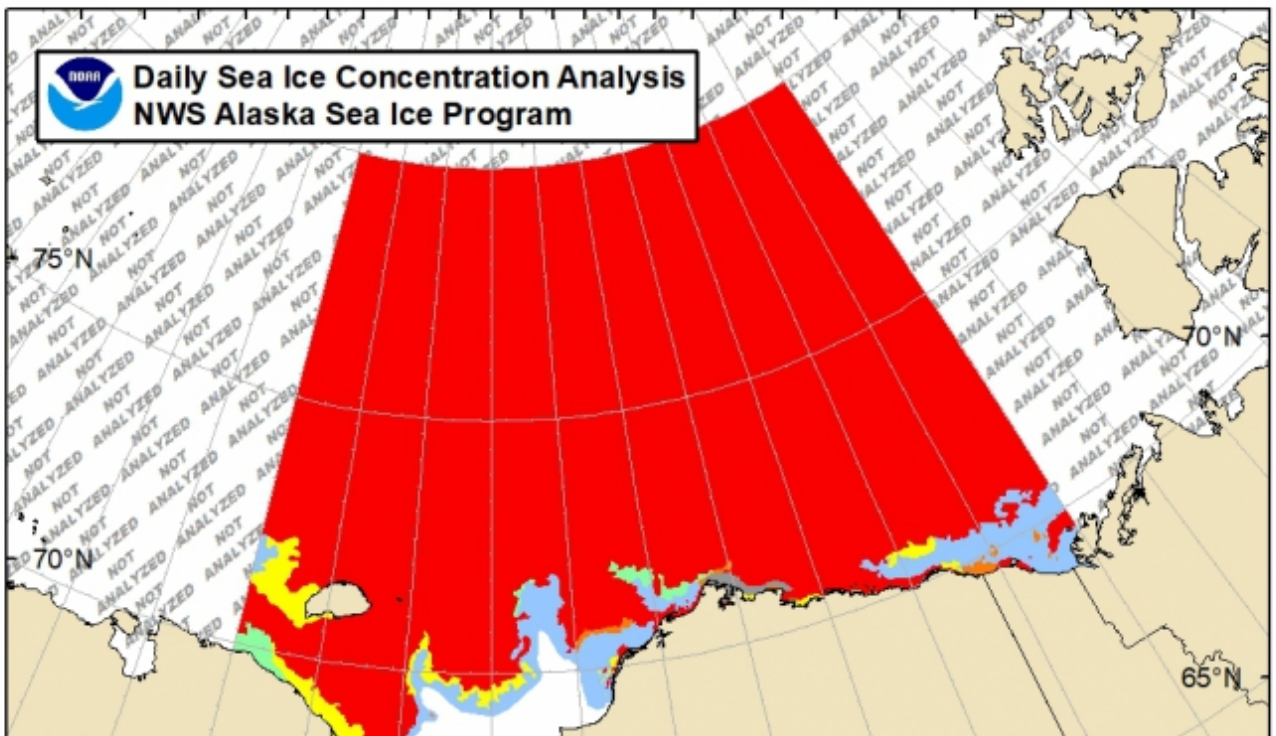 NOAA
Daily Sea Ice Concentration Analysis
NWS Alaska Sea Ice Program
NOT ANALYZED
75°N
70°N
70°N
65°N